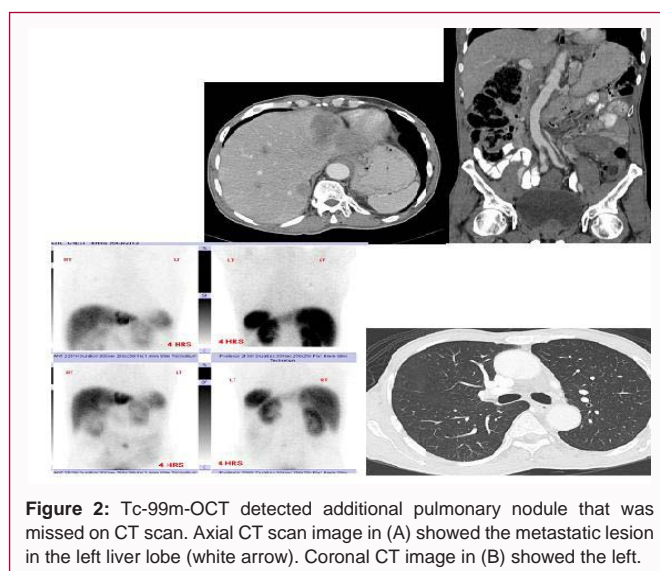 RT
LT
LT
RT
4 HRS
4 HRS
RT
LT
LT
RT
4 HRS
4 HRS
Figure 2: Tc-99m-OCT detected additional pulmonary nodule that was
missed on CT scan. Axial CT scan image in (A) showed the metastatic lesion
in the left liver lobe (white arrow). Coronal CT image in (B) showed the left.